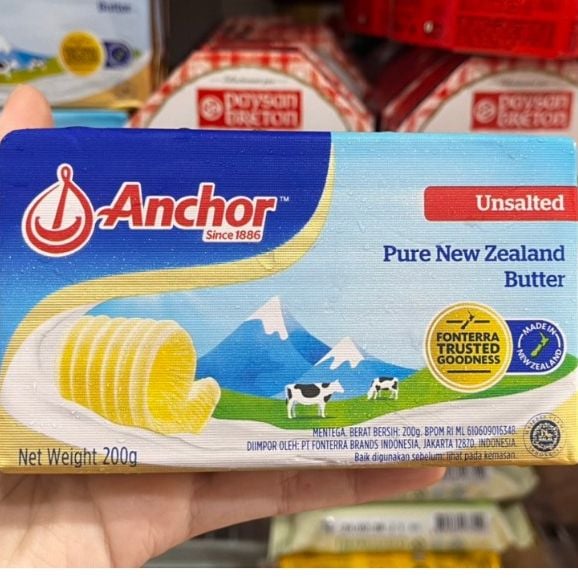 Butter
paysan
breton
paysan
breton
Anchor™
Since 1886
Unsalted
Pure New Zealand
Butter
FONTERRA
TRUSTED
GOODNESS
MADE IN
NEW ZEALAND
MENTEGA. BERAT BERSIH: 200g. BPOM RI ML 610609016348.
DIIMPOR OLEH: PT FONTERRA BRANDS INDONESIA, JAKARTA 12870, INDONESIA.
Baik digunakan sebelum: lihat pada kemasan.
Net Weight 200g